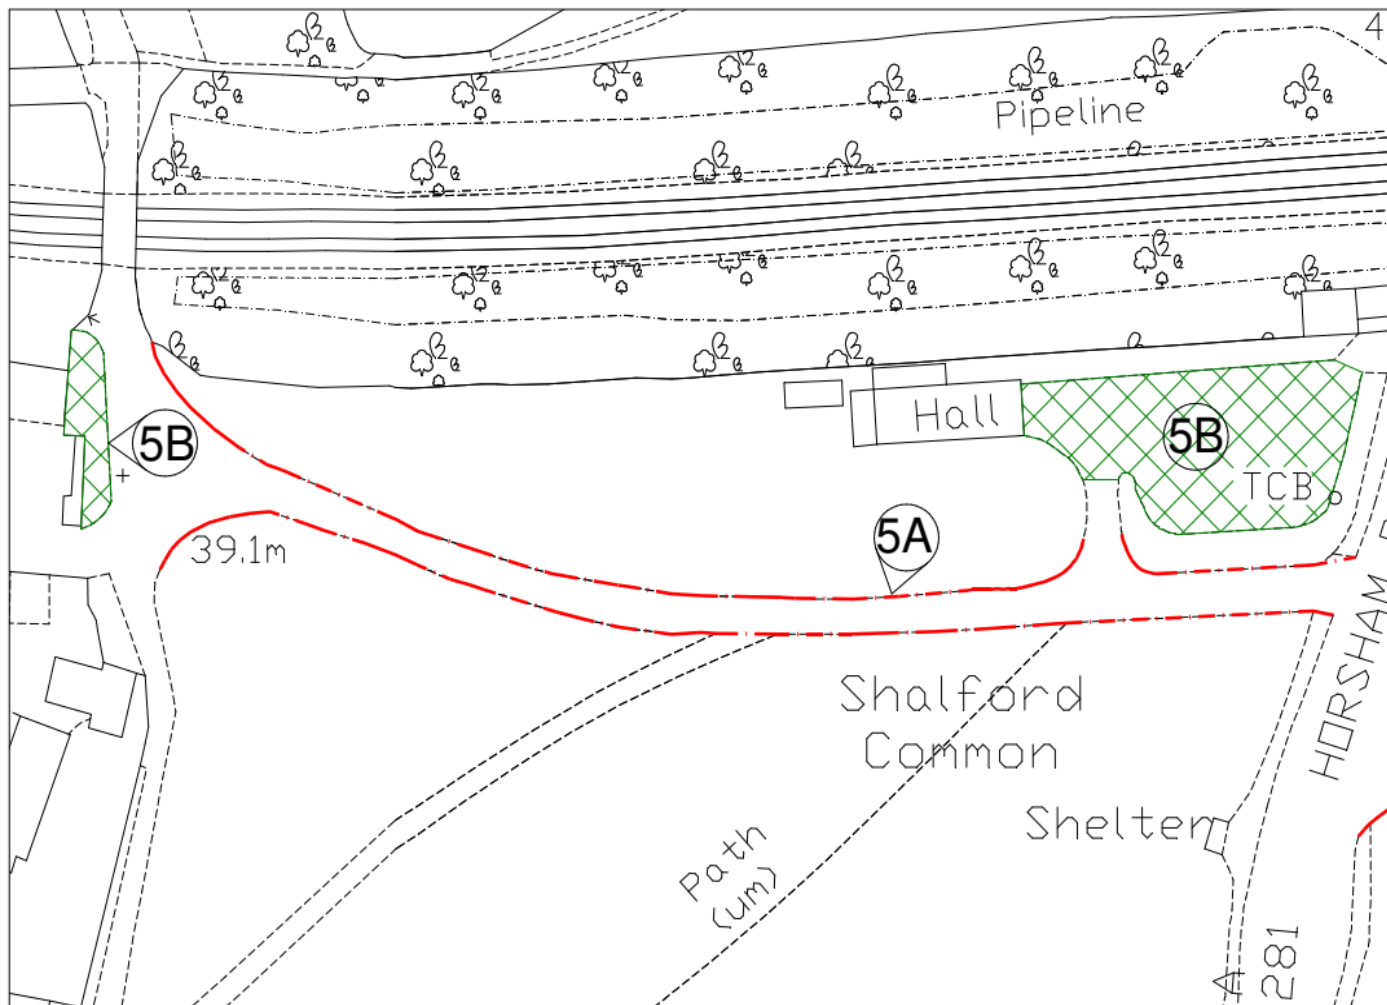 4
Pipeline
Hall
5B
5B
TCB
5A
39.1m
Shalford
Common
HORSHAM
Shelter
Path
(um)
A 281